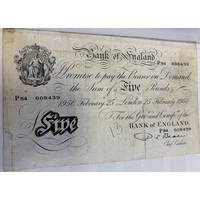 Bank of England
P84 008439
Promise to pay the Bearer on Demand
the Sum of Five Pounds
1950 February 25 London 25 February 1950
For the Govr. and Compa. of the
P84 008439
BANK of ENGLAND.
Five
Chief Cashier